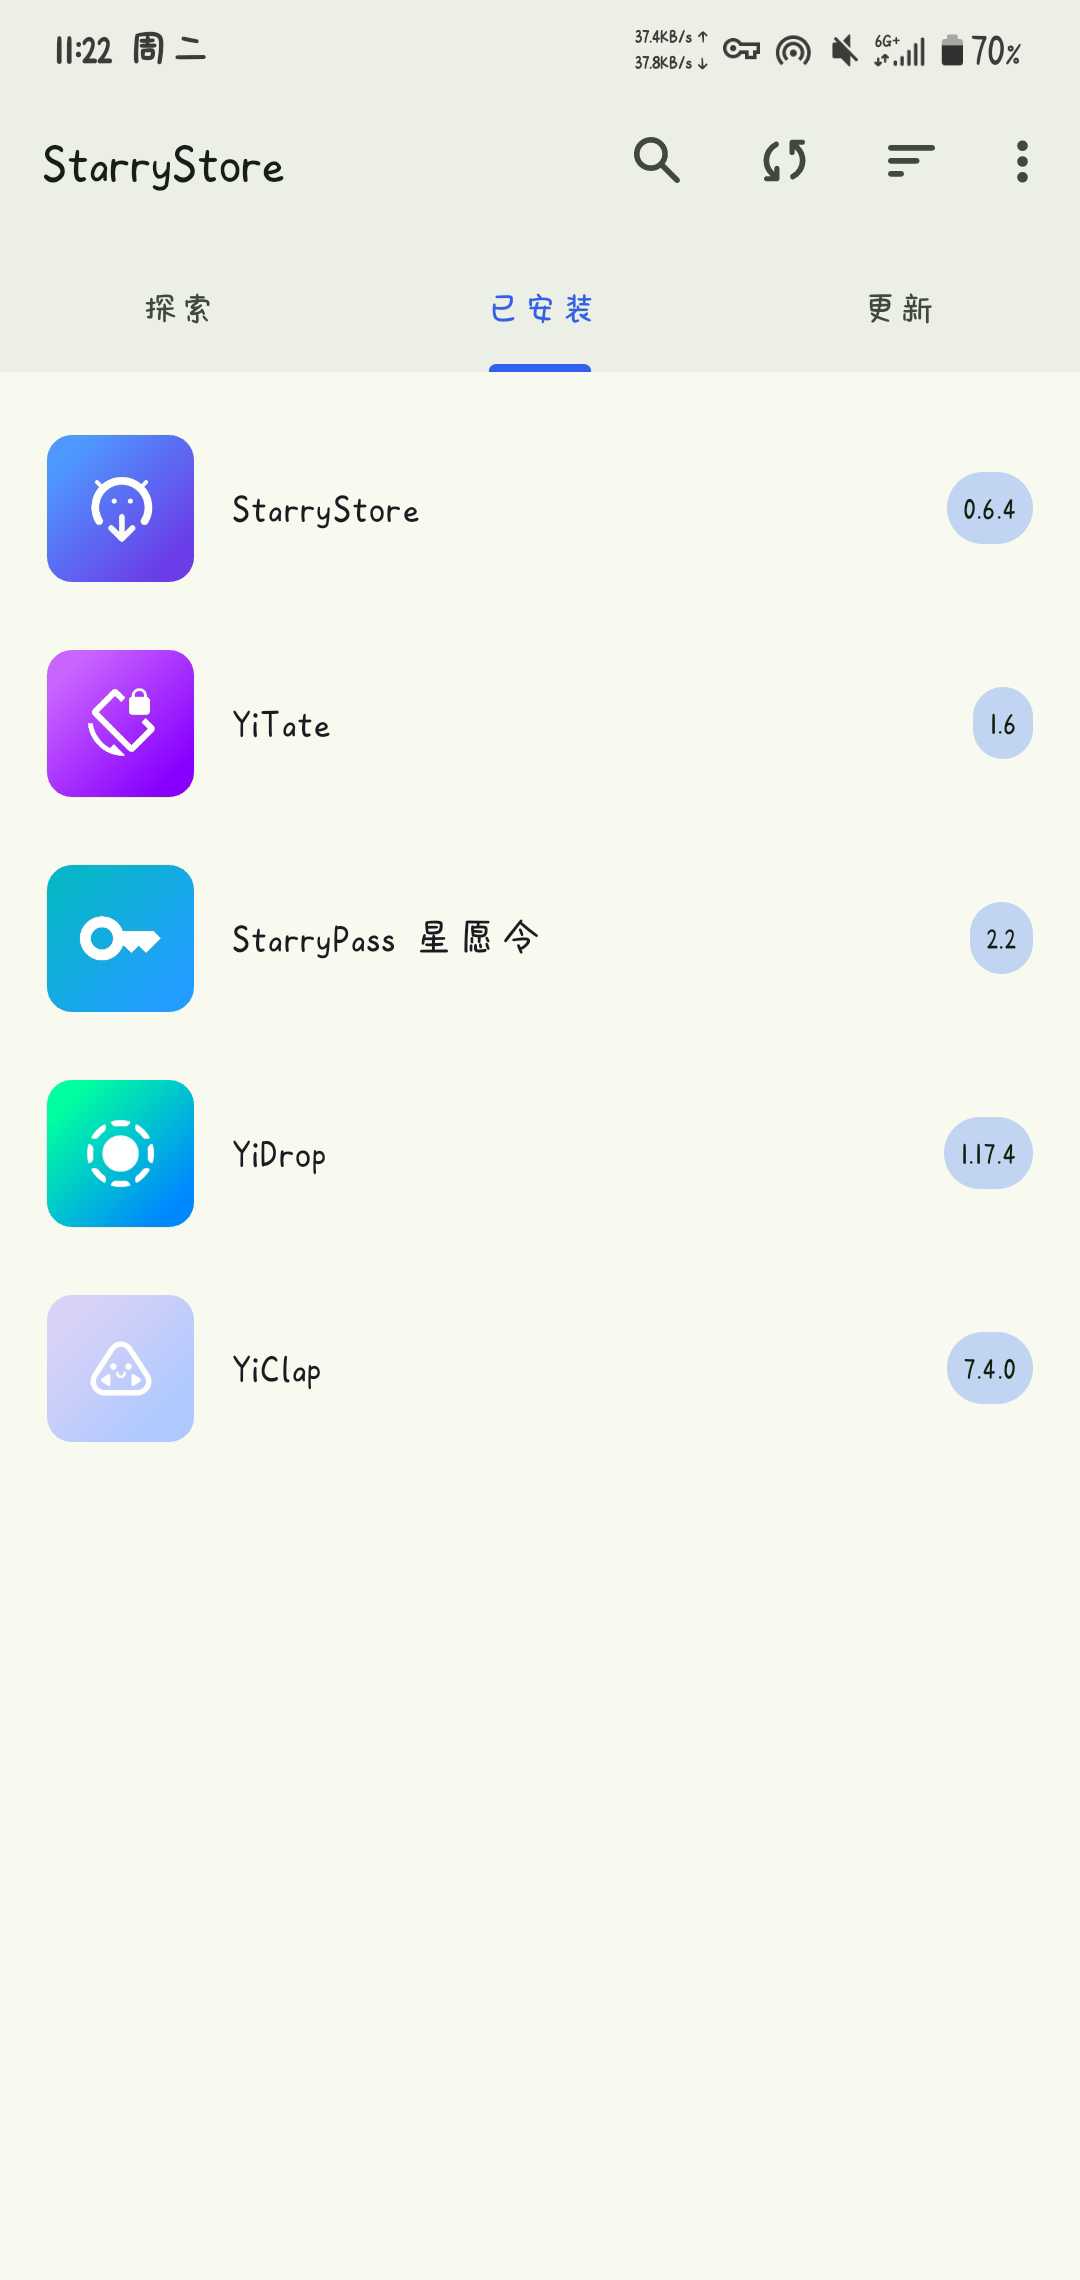 11:22 周二
37.4KB/s ↑
37.8KB/s ↓
6G+
70%
StarryStore
探索
已安装
更新
StarryStore
0.6.4
YiTate
1.6
StarryPass 星愿令
2.2
YiDrop
1.17.4
YiClap
7.4.0